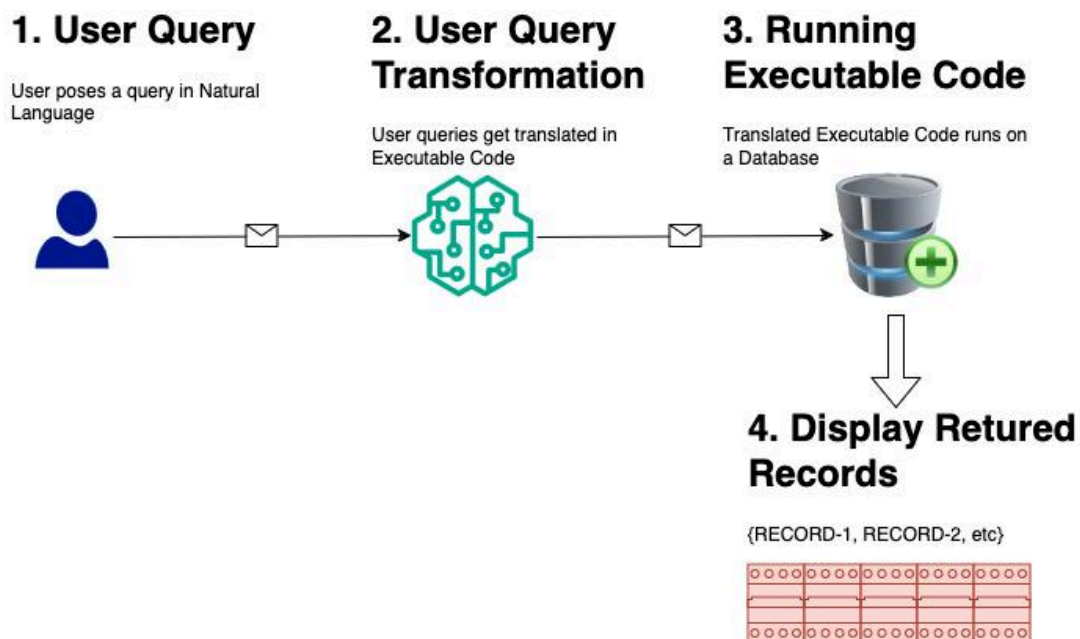 1. User Query
User poses a query in Natural
Language
2. User Query
Transformation
User queries get translated in
Executable Code
3. Running
Executable Code
Translated Executable Code runs on
a Database
4. Display Retured
Records
{RECORD-1, RECORD-2, etc}